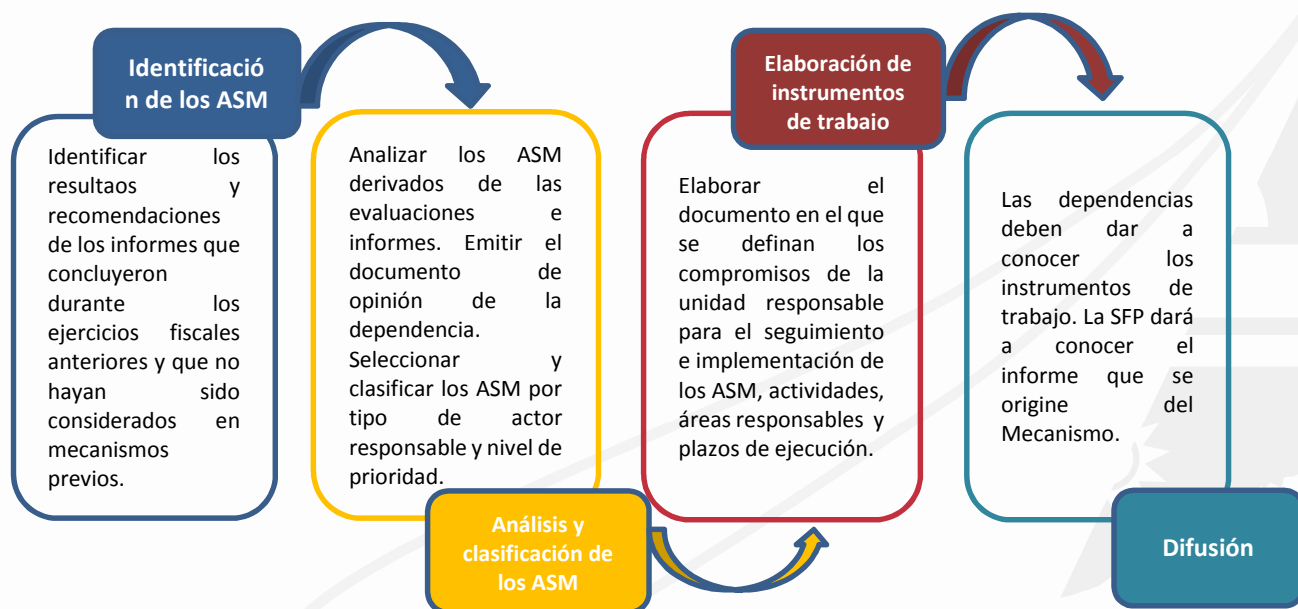 Identificació
n de los ASM
Identificar los
resultaos y
recomendaciones
de los informes que
concluyeron
durante los
ejercicios fiscales
anteriores y que no
hayan sido
considerados en
mecanismos
previos.
Analizar los ASM
derivados de las
evaluaciones e
informes. Emitir el
documento de
opinión de la
dependencia.
Seleccionar y
clasificar los ASM por
tipo de actor
responsable y nivel de
prioridad.
Análisis y
clasificación de
los ASM
Elaboración de
instrumentos
de trabajo
Elaborar el
documento en el que
se definan los
compromisos de la
unidad responsable
para el seguimiento
e implementación de
los ASM, actividades,
áreas responsables y
plazos de ejecución.
Las dependencias
deben dar a
conocer los
instrumentos de
trabajo. La SFP dará
a conocer el
informe que se
origine del
Mecanismo.
Difusión